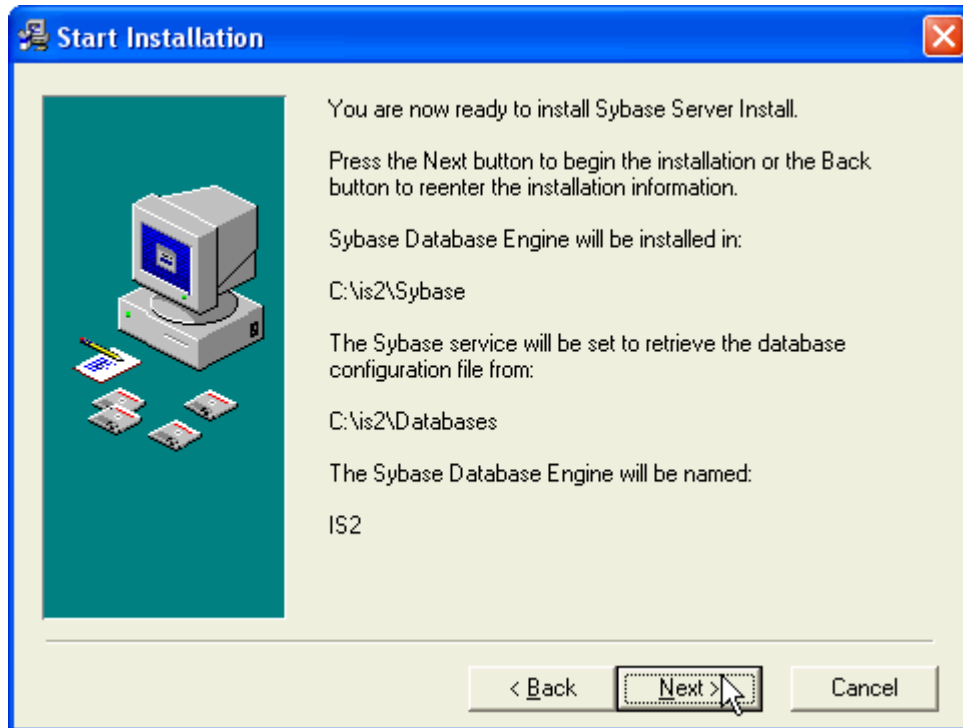 Start Installation
You are now ready to install Sybase Server Install.
Press the Next button to begin the installation or the Back
button to reenter the installation information.
Sybase Database Engine will be installed in:
C:\is2\Sybase
The Sybase service will be set to retrieve the database
configuration file from:
C:\is2\Databases
The Sybase Database Engine will be named:
IS2
< Back
Next >
Cancel